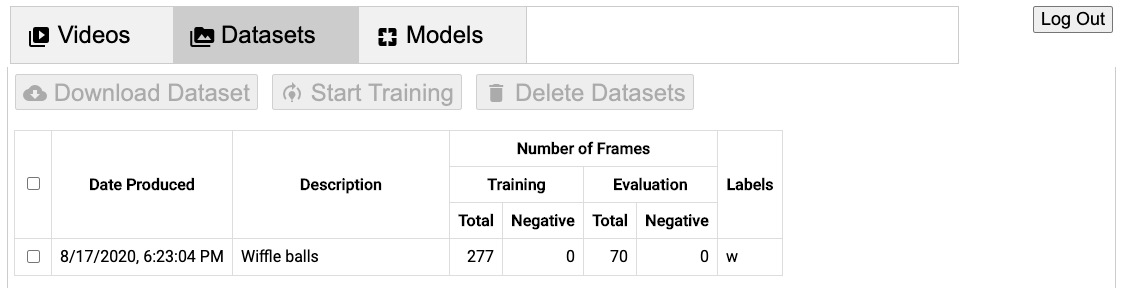 Videos Datasets Models Log Out
Download Dataset Start Training Delete Datasets
Number of Frames
Date Produced Description Training Evaluation Labels
Total Negative Total Negative
8/17/2020, 6:23:04 PM Wiffle balls 277 0 70 0 w